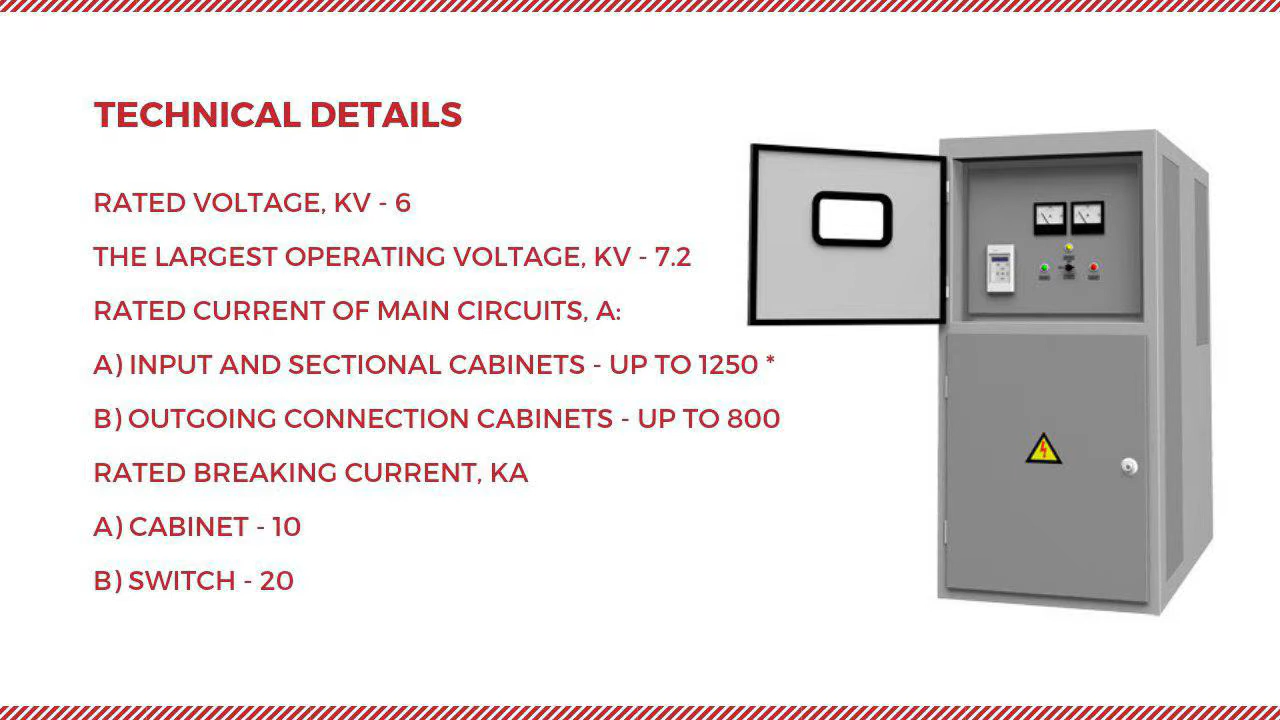 TECHNICAL DETAILS
RATED VOLTAGE, KV - 6
THE LARGEST OPERATING VOLTAGE, KV - 7.2
RATED CURRENT OF MAIN CIRCUITS, A:
A) INPUT AND SECTIONAL CABINETS - UP TO 1250 *
B) OUTGOING CONNECTION CABINETS - UP TO 800
RATED BREAKING CURRENT, KA
A) CABINET - 10
B) SWITCH - 20